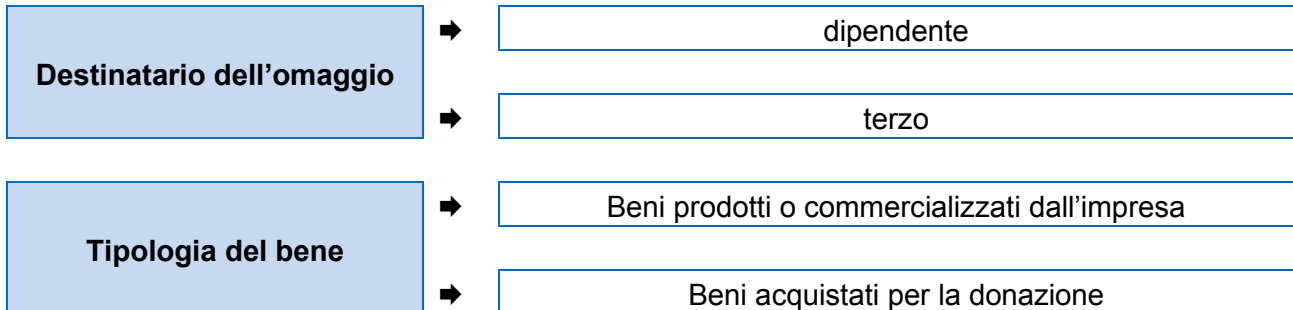 Destinatario dell’omaggio
dipendente
terzo
Tipologia del bene
Beni prodotti o commercializzati dall’impresa
Beni acquistati per la donazione